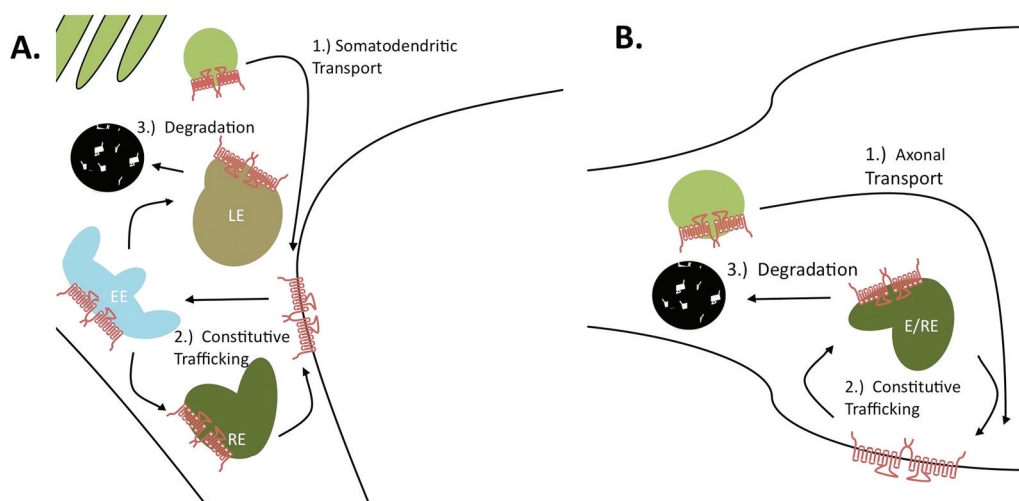 A.
1.) Somatodendritic
Transport
3.) Degradation
LE
EE
2.) Constitutive
Trafficking
RE
B.
1.) Axonal
Transport
3.) Degradation
E/RE
2.) Constitutive
Trafficking